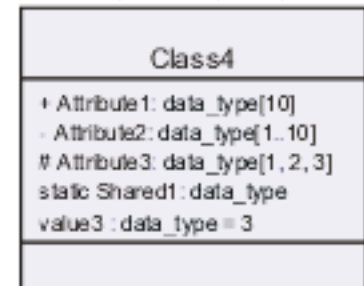 Class4
+ Attribute1: data_type[10]
- Attribute2: data_type[1..10]
# Attribute3: data_type[1, 2, 3]
static Shared1 : data_type
value3 : data_type = 3